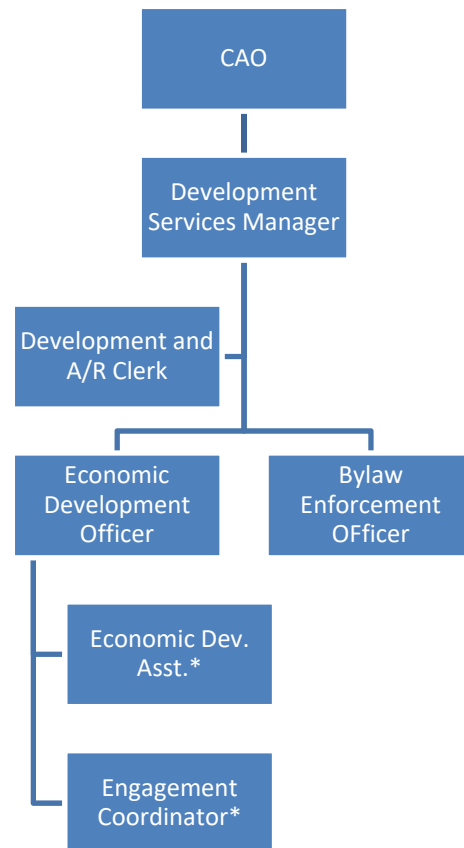 CAO
Development
Services Manager
Development and
A/R Clerk
Economic
Development
Officer
Bylaw
Enforcement
OFficer
Economic Dev.
Asst.*
Engagement
Coordinator*